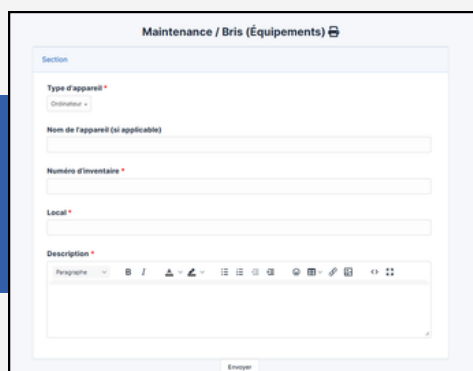 Maintenance / Bris (Équipements)
Section
Type d'appareil *
Ordinateur
Nom de l'appareil (si applicable)
Numéro d'inventaire *
Local *
Description *
Paragraphe B I A
Envoyer